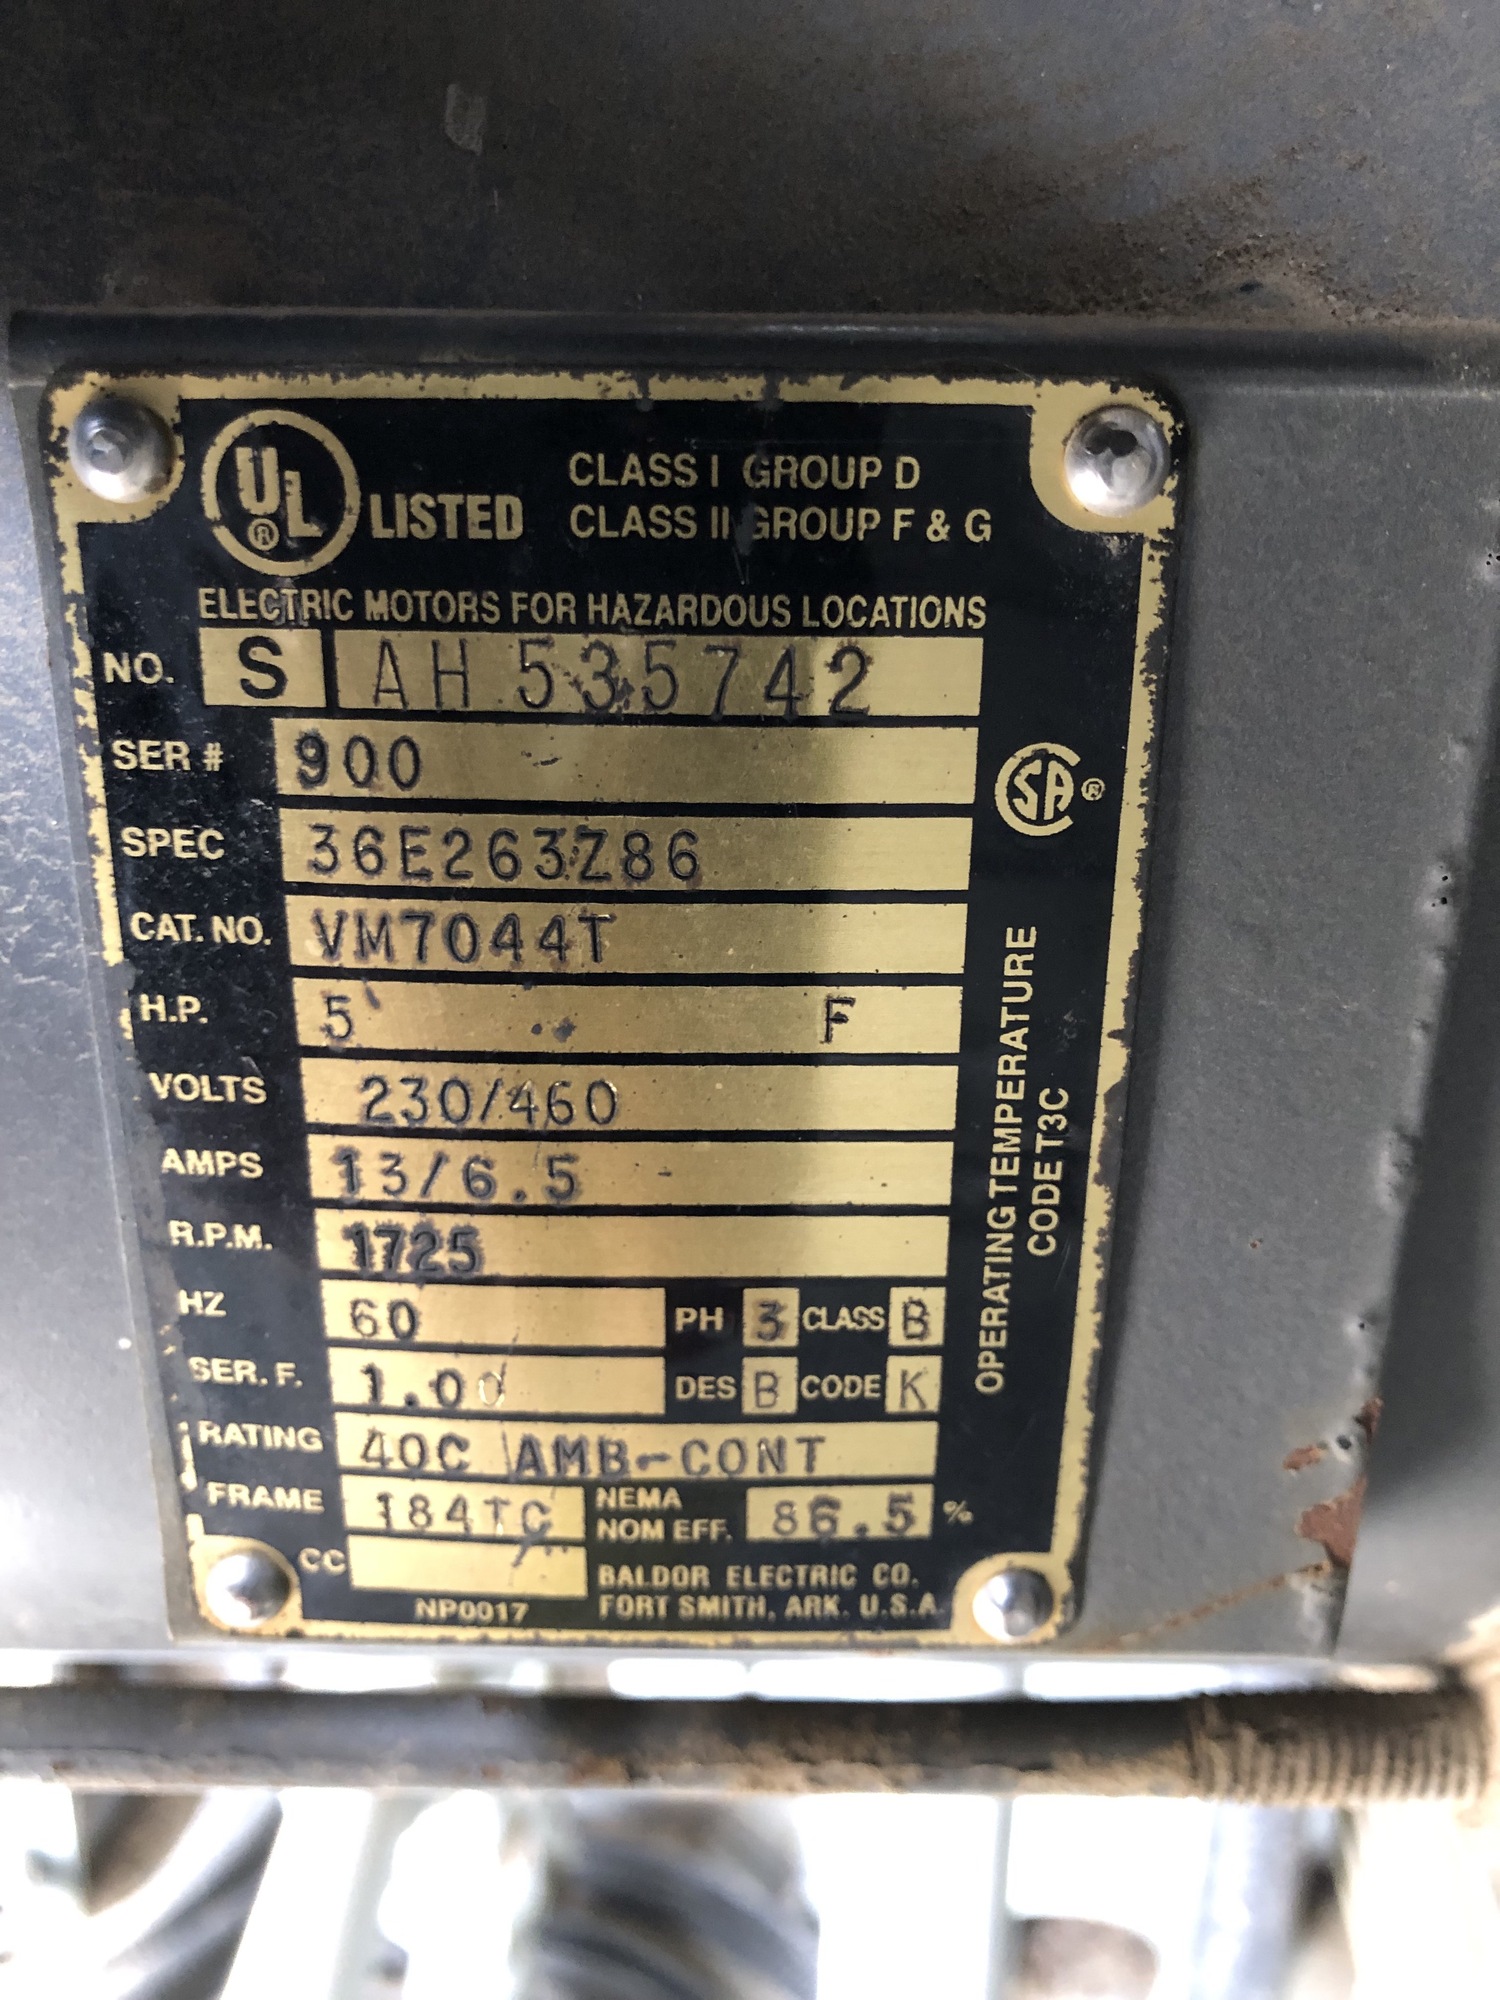 UL® LISTED
CLASS I GROUP D
CLASS II GROUP F & G
ELECTRIC MOTORS FOR HAZARDOUS LOCATIONS
NO. S AH 535742
SER # 900
SPEC 36E263Z86
CAT. NO. VM7044T
H.P. 5 F
VOLTS 230/460
AMPS 13/6.5
R.P.M. 1725
HZ 60 PH 3 CLASS B
SER. F. 1.00 DES B CODE K
RATING 40C AMB-CONT
FRAME 184TC NEMA NOM EFF. 86.5 %
CC
BALDOR ELECTRIC CO.
NP0017 FORT SMITH, ARK. U.S.A.
SA®
OPERATING TEMPERATURE
CODE T3C